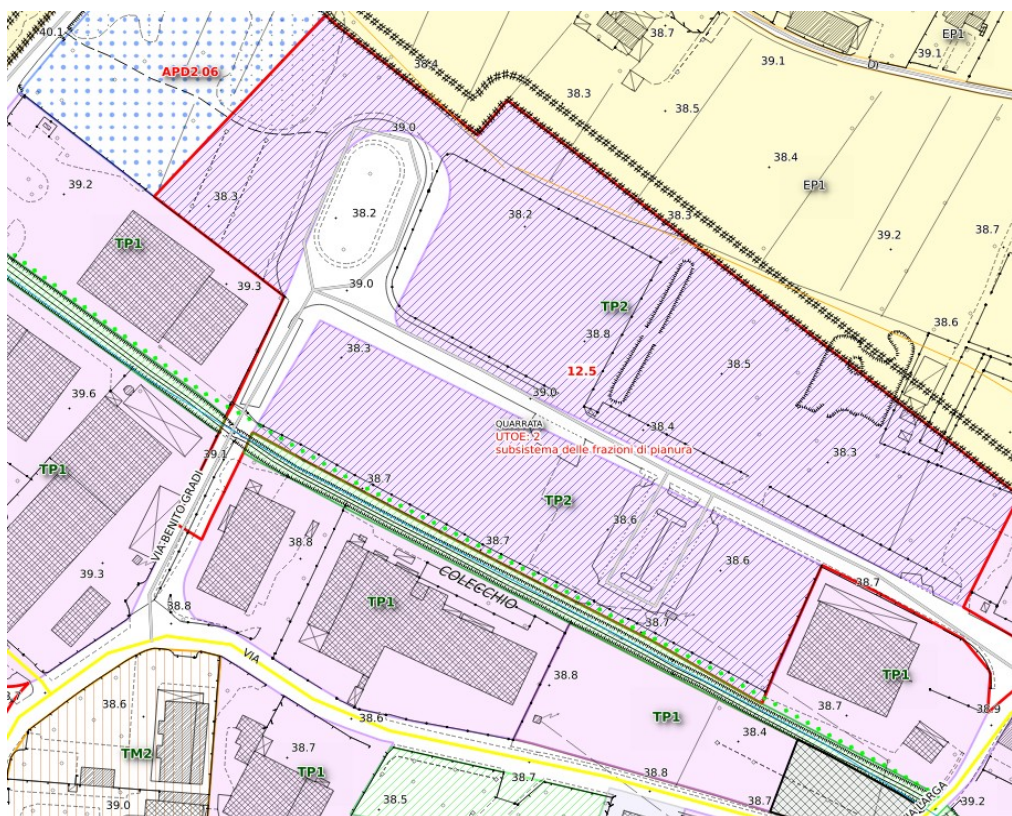 40.1
38.7
EP1
39.1
DI
38.4
39.1
APD2 06
38.3
38.5
39.0
38.4
39.2
EP1
38.3
38.2
38.2
38.3
38.7
TP1
39.2
39.3
39.0
TP2
38.6
38.8
38.3
38.5
12.5
39.6
39.0
QUARRATA
UTOE: 2
subsistema delle frazioni di pianura
38.4
39.1
38.3
TP1
38.7
VIA BENITO GRADI
TP2
38.6
38.8
38.7
38.6
39.3
COLECCHIO
38.7
TP1
38.8
38.7
VIA
38.8
TP1
38.7
38.9
38.6
38.6
TP1
38.4
TM2
38.7
TP1
38.7
38.8
39.0
38.5
38.7
39.2